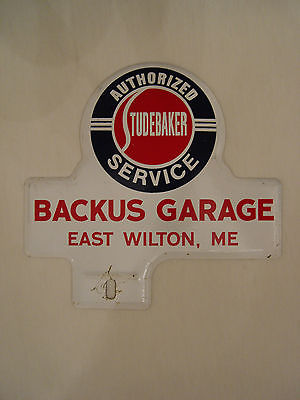 AUTHORIZED
STUDEBAKER
SERVICE
BACKUS GARAGE
EAST WILTON, ME